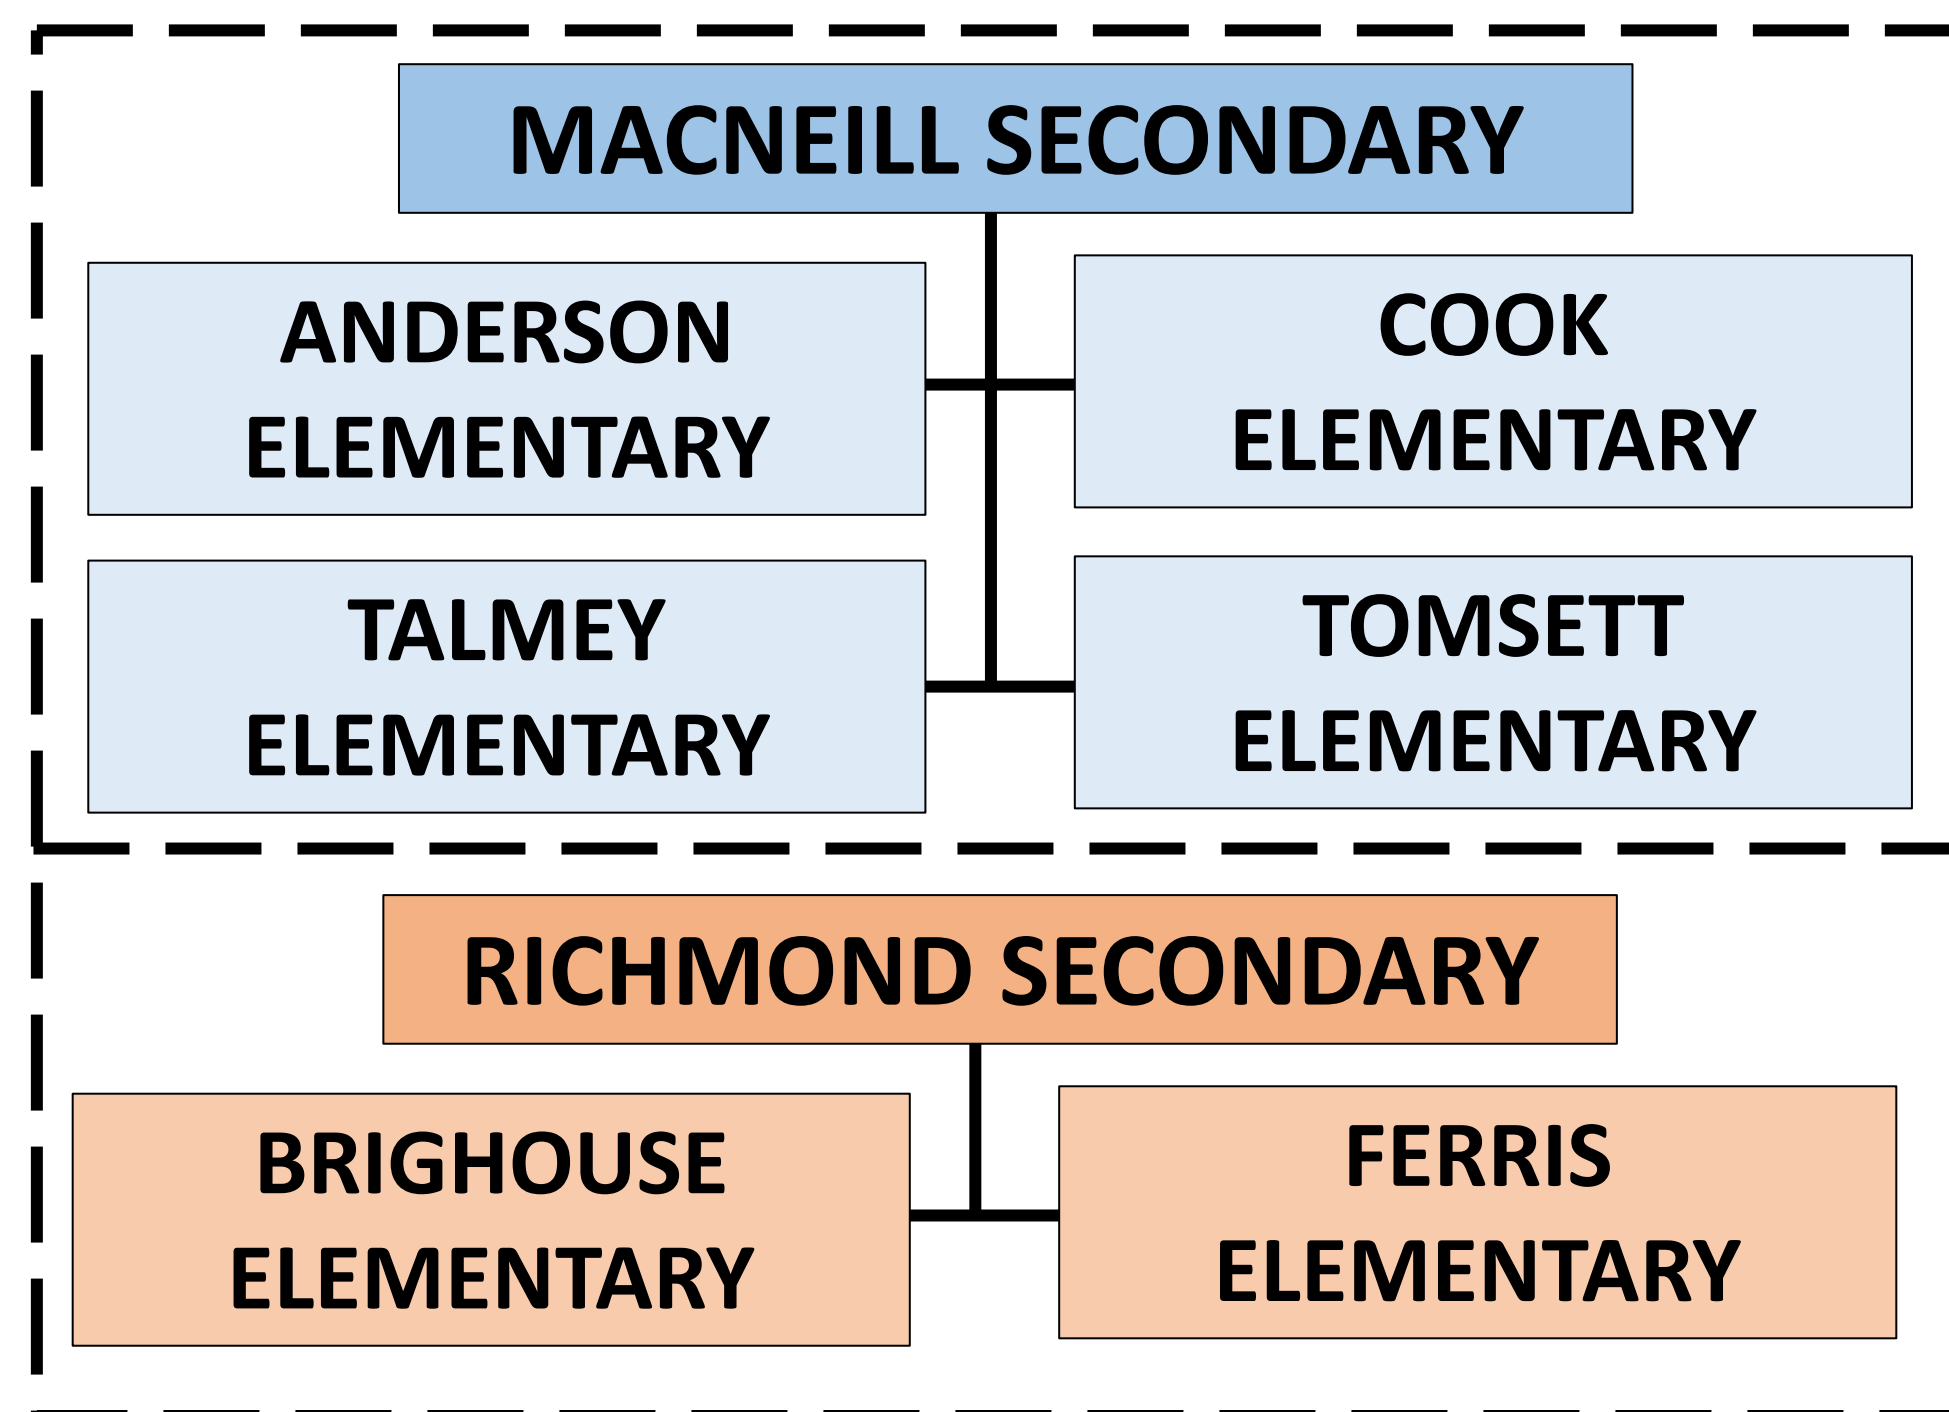 MACNEILL SECONDARY
ANDERSON
ELEMENTARY
COOK
ELEMENTARY
TALMEY
ELEMENTARY
TOMSETT
ELEMENTARY
RICHMOND SECONDARY
BRIGHOUSE
ELEMENTARY
FERRIS
ELEMENTARY